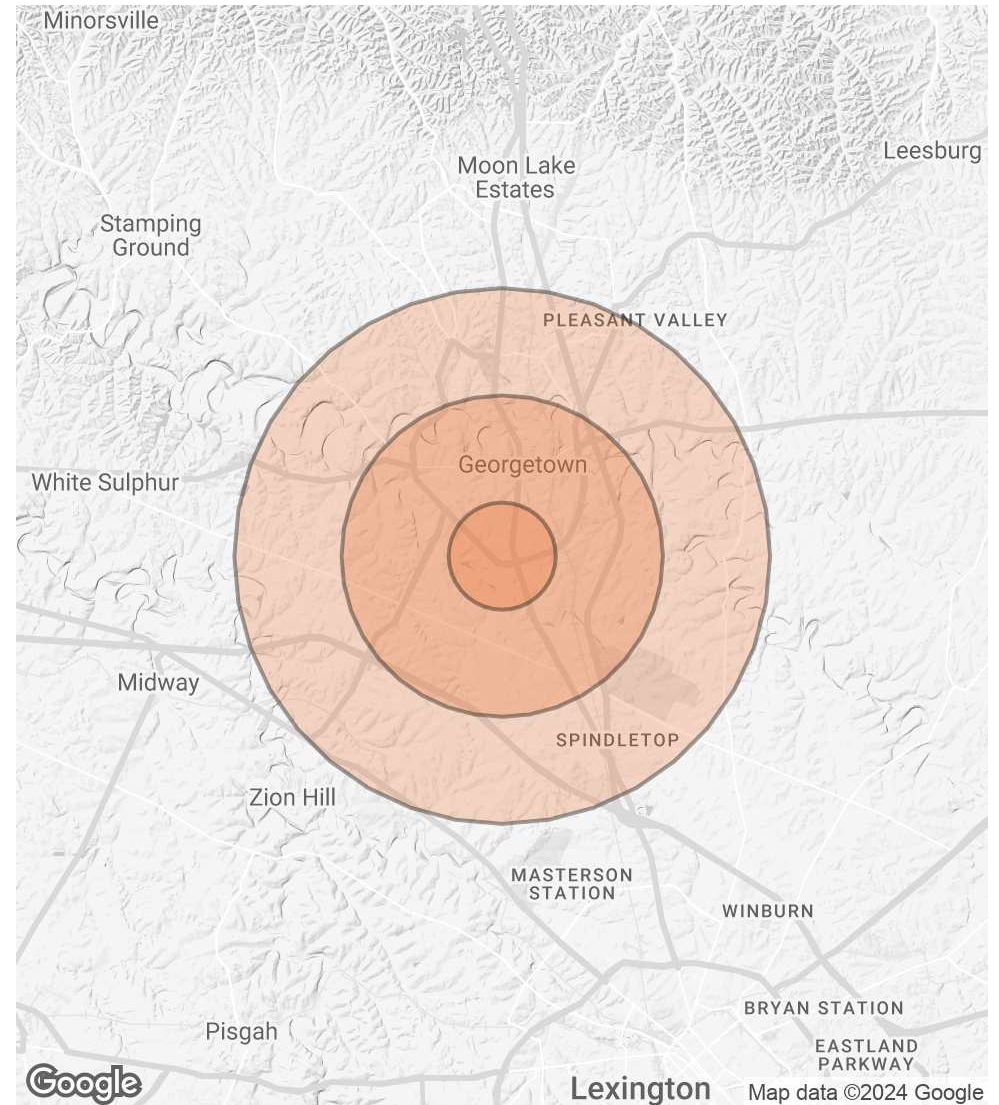 Minorsville
Moon Lake
Estates
Leesburg
Stamping
Ground
PLEASANT VALLEY
Georgetown
White Sulphur
Midway
SPINDLETOP
Zion Hill
MASTERSON
STATION
WINBURN
BRYAN STATION
Pisgah
EASTLAND
PARKWAY
Google
Lexington
Map data ©2024 Google